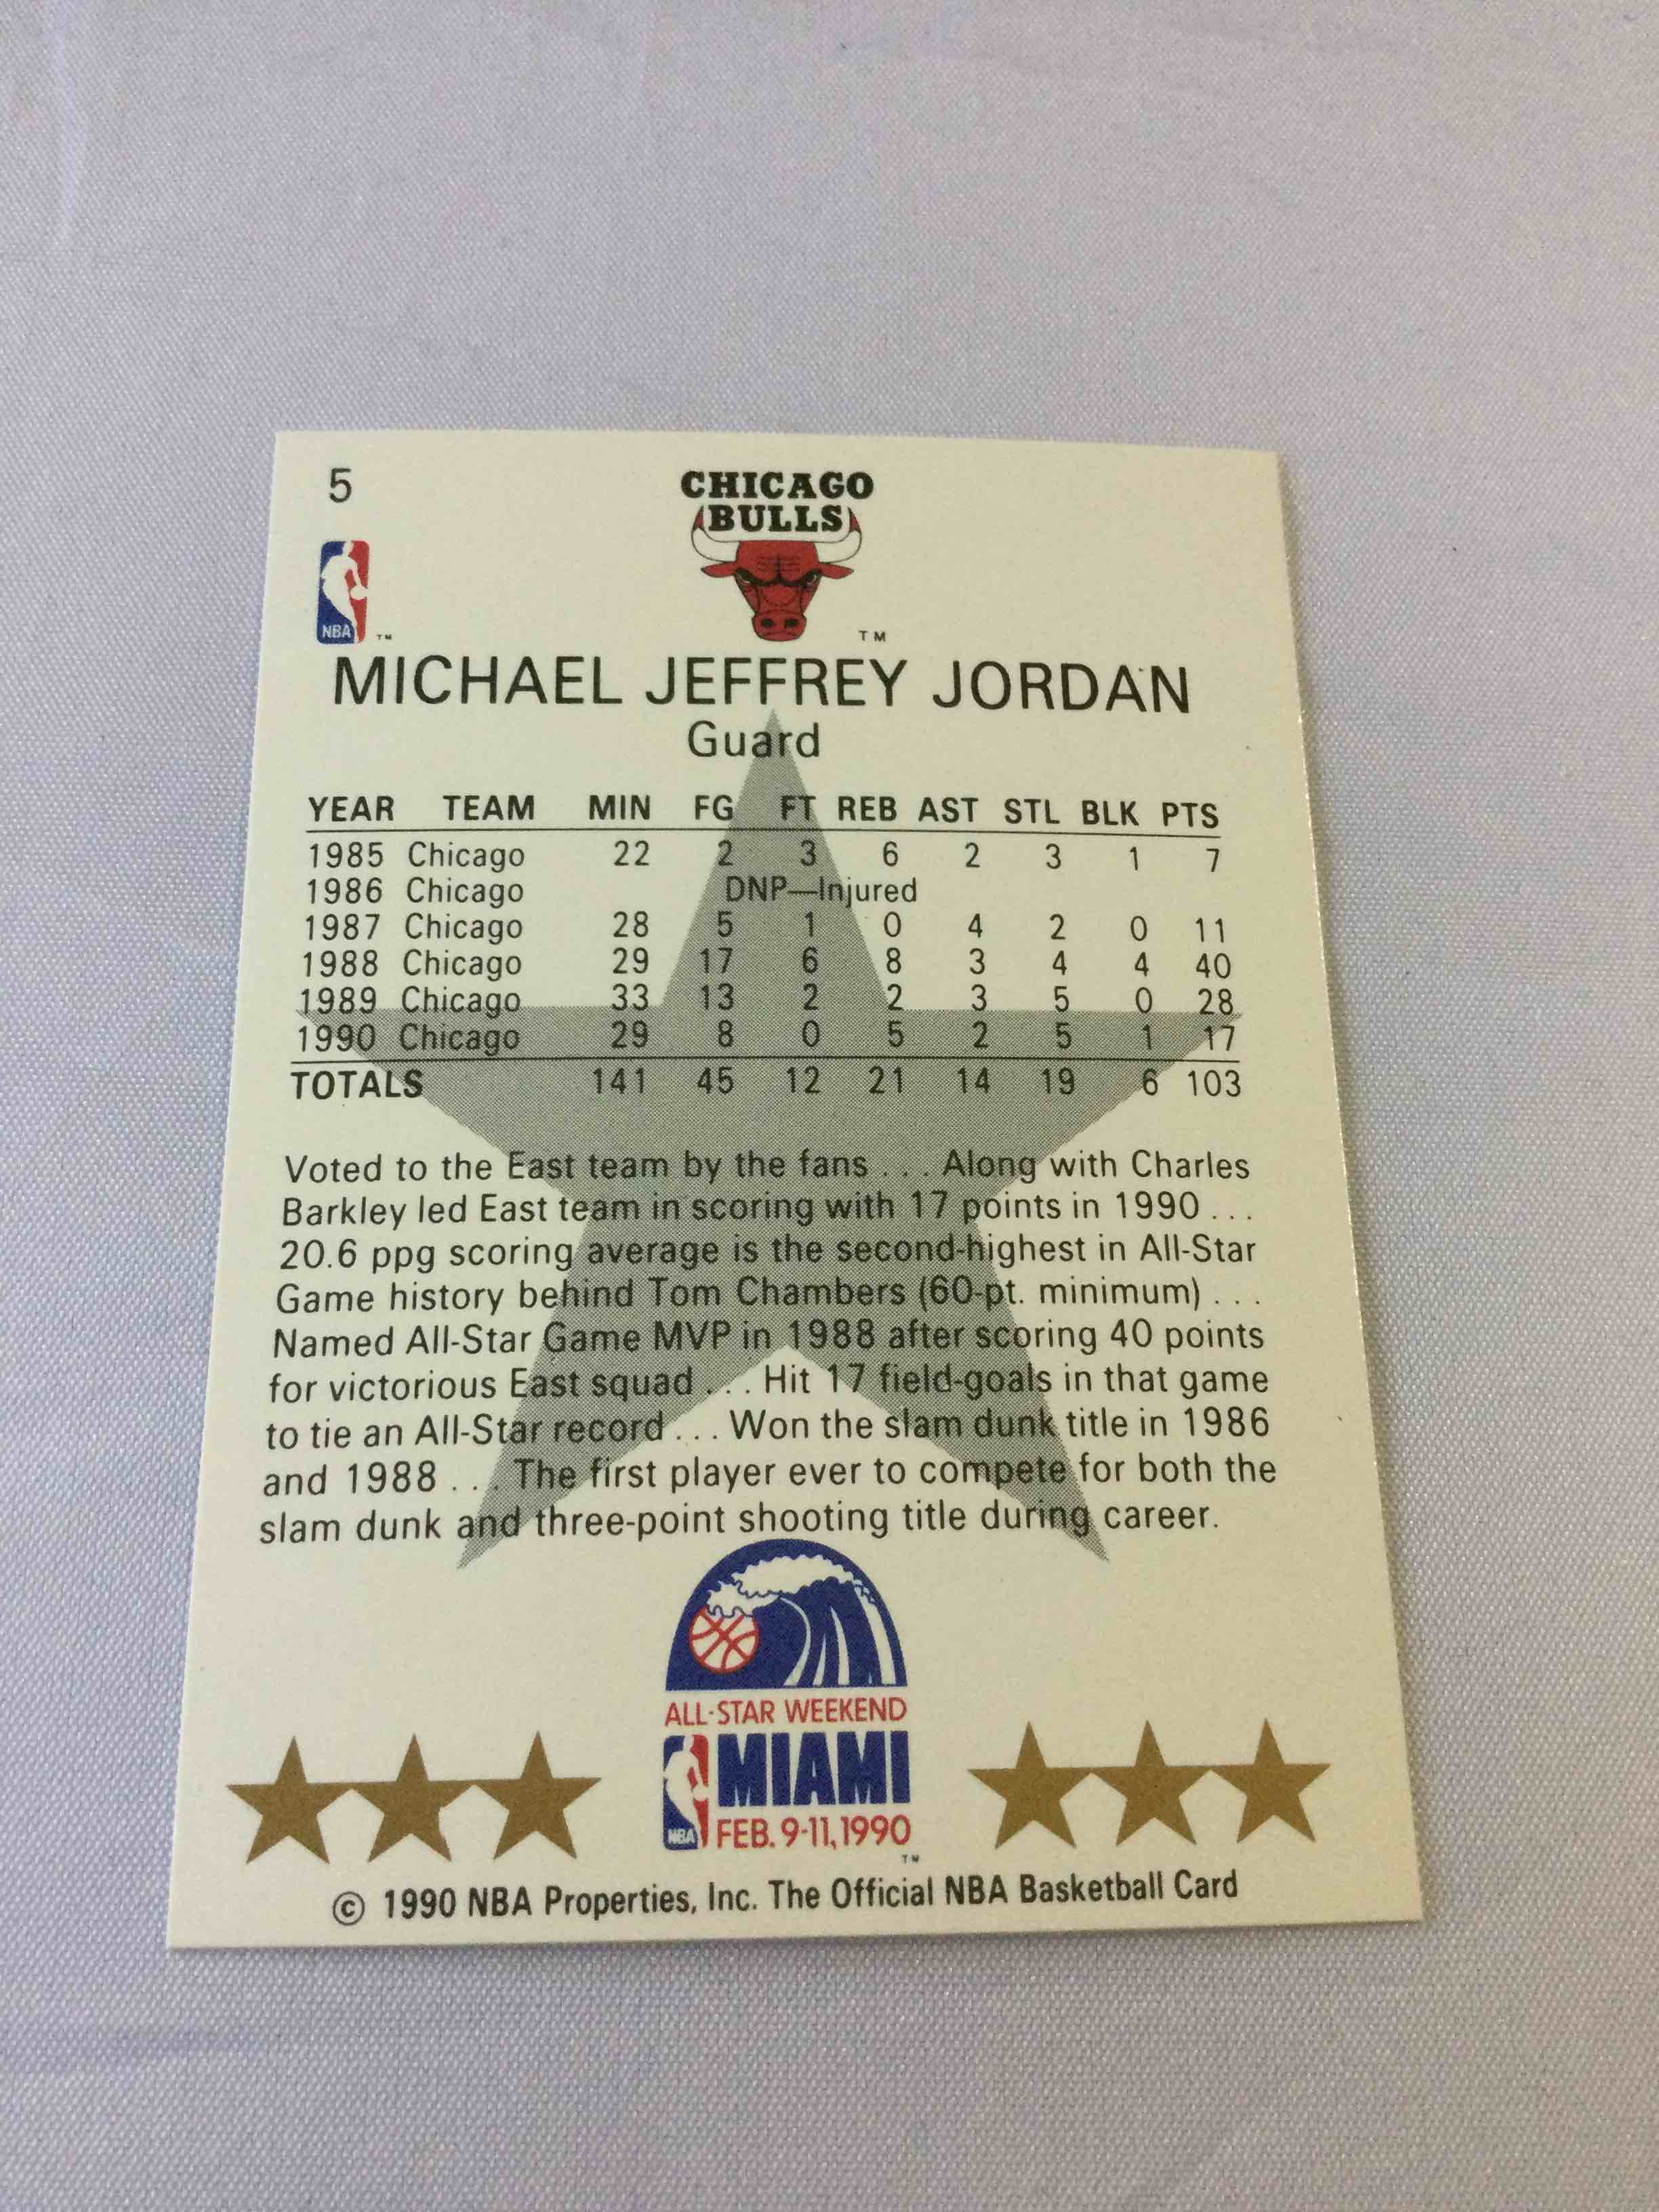 5
CHICAGO
BULLS
NBA ™
™
MICHAEL JEFFREY JORDAN
Guard
YEAR TEAM MIN FG FT REB AST STL BLK PTS
1985 Chicago 22 2 3 6 2 3 1 7
1986 Chicago DNP—Injured
1987 Chicago 28 5 1 0 4 2 0 11
1988 Chicago 29 17 6 8 3 4 4 40
1989 Chicago 33 13 2 2 3 5 0 28
1990 Chicago 29 8 0 5 2 5 1 17
TOTALS 141 45 12 21 14 19 6 103
Voted to the East team by the fans . . . Along with Charles
Barkley led East team in scoring with 17 points in 1990 . . .
20.6 ppg scoring average is the second-highest in All-Star
Game history behind Tom Chambers (60-pt. minimum) . . .
Named All-Star Game MVP in 1988 after scoring 40 points
for victorious East squad . . . Hit 17 field-goals in that game
to tie an All-Star record . . . Won the slam dunk title in 1986
and 1988 . . . The first player ever to compete for both the
slam dunk and three-point shooting title during career.
ALL·STAR WEEKEND
MIAMI
NBA FEB. 9-11, 1990
™
© 1990 NBA Properties, Inc. The Official NBA Basketball Card